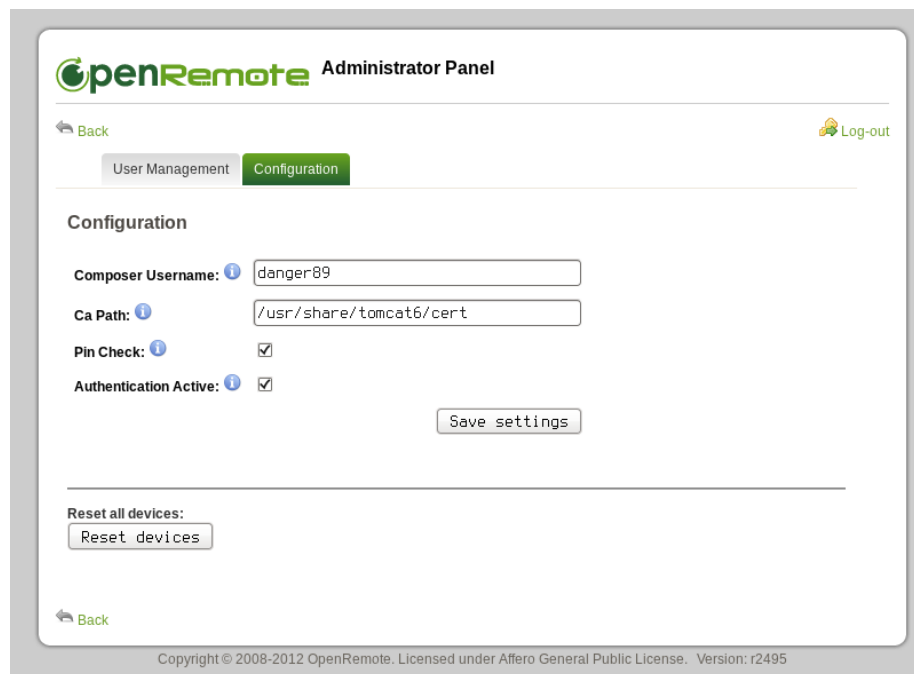 OpenRemote Administrator Panel
Back Log-out
User Management Configuration
Configuration
Composer Username: danger89
Ca Path: /usr/share/tomcat6/cert
Pin Check:
Authentication Active:
Save settings
Reset all devices:
Reset devices
Back
Copyright © 2008-2012 OpenRemote. Licensed under Affero General Public License. Version: r2495